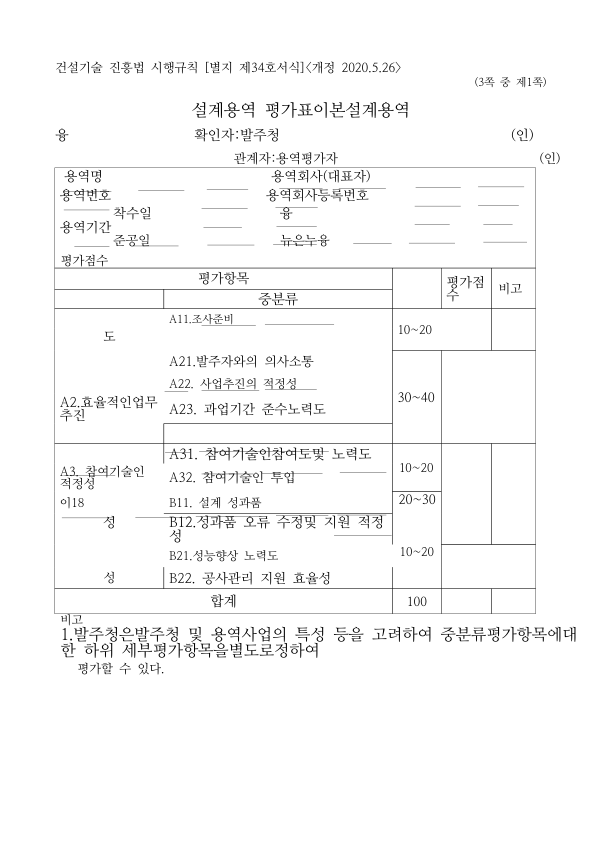 건설기술 진흥법 시행규칙 [별지 제34호서식]<개정 2020.5.26>
(3쪽 중 제1쪽)
설계용역 평가표이본설계용역
융 확인자:발주청 (인)
관계자:용역평가자 (인)
용역명 용역회사(대표자)
용역번호 용역회사등록번호
착수일 융
용역기간
준공일 뉴은누융
평가점수
평가항목 평가점수 비고
중분류
도 A11.조사준비 10~20
A21.발주자와의 의사소통
A22. 사업추진의 적정성
A2.효율적인업무추진 A23. 과업기간 준수노력도 30~40
A31. 참여기술인참여도및 노력도
A3. 참여기술인 적정성 A32. 참여기술인 투입 10~20
이18 B11. 설계 성과품 20~30
성 B12.성과품 오류 수정및 지원 적정성
B21.성능향상 노력도 10~20
성 B22. 공사관리 지원 효율성
합계 100
비고
1.발주청은발주청 및 용역사업의 특성 등을 고려하여 중분류평가항목에대
한 하위 세부평가항목을별도로정하여
평가할 수 있다.